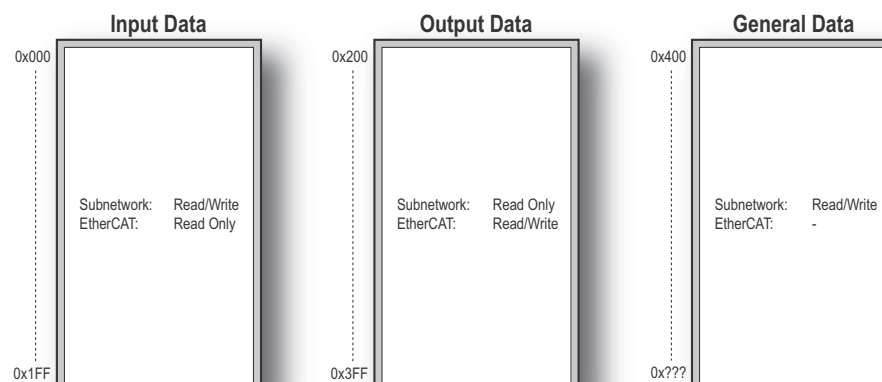 Input Data
Output Data
General Data
0x000
0x200
0x400
Subnetwork: Read/Write
EtherCAT: Read Only
Subnetwork: Read Only
EtherCAT: Read/Write
Subnetwork: Read/Write
EtherCAT: -
0x1FF
0x3FF
0x???